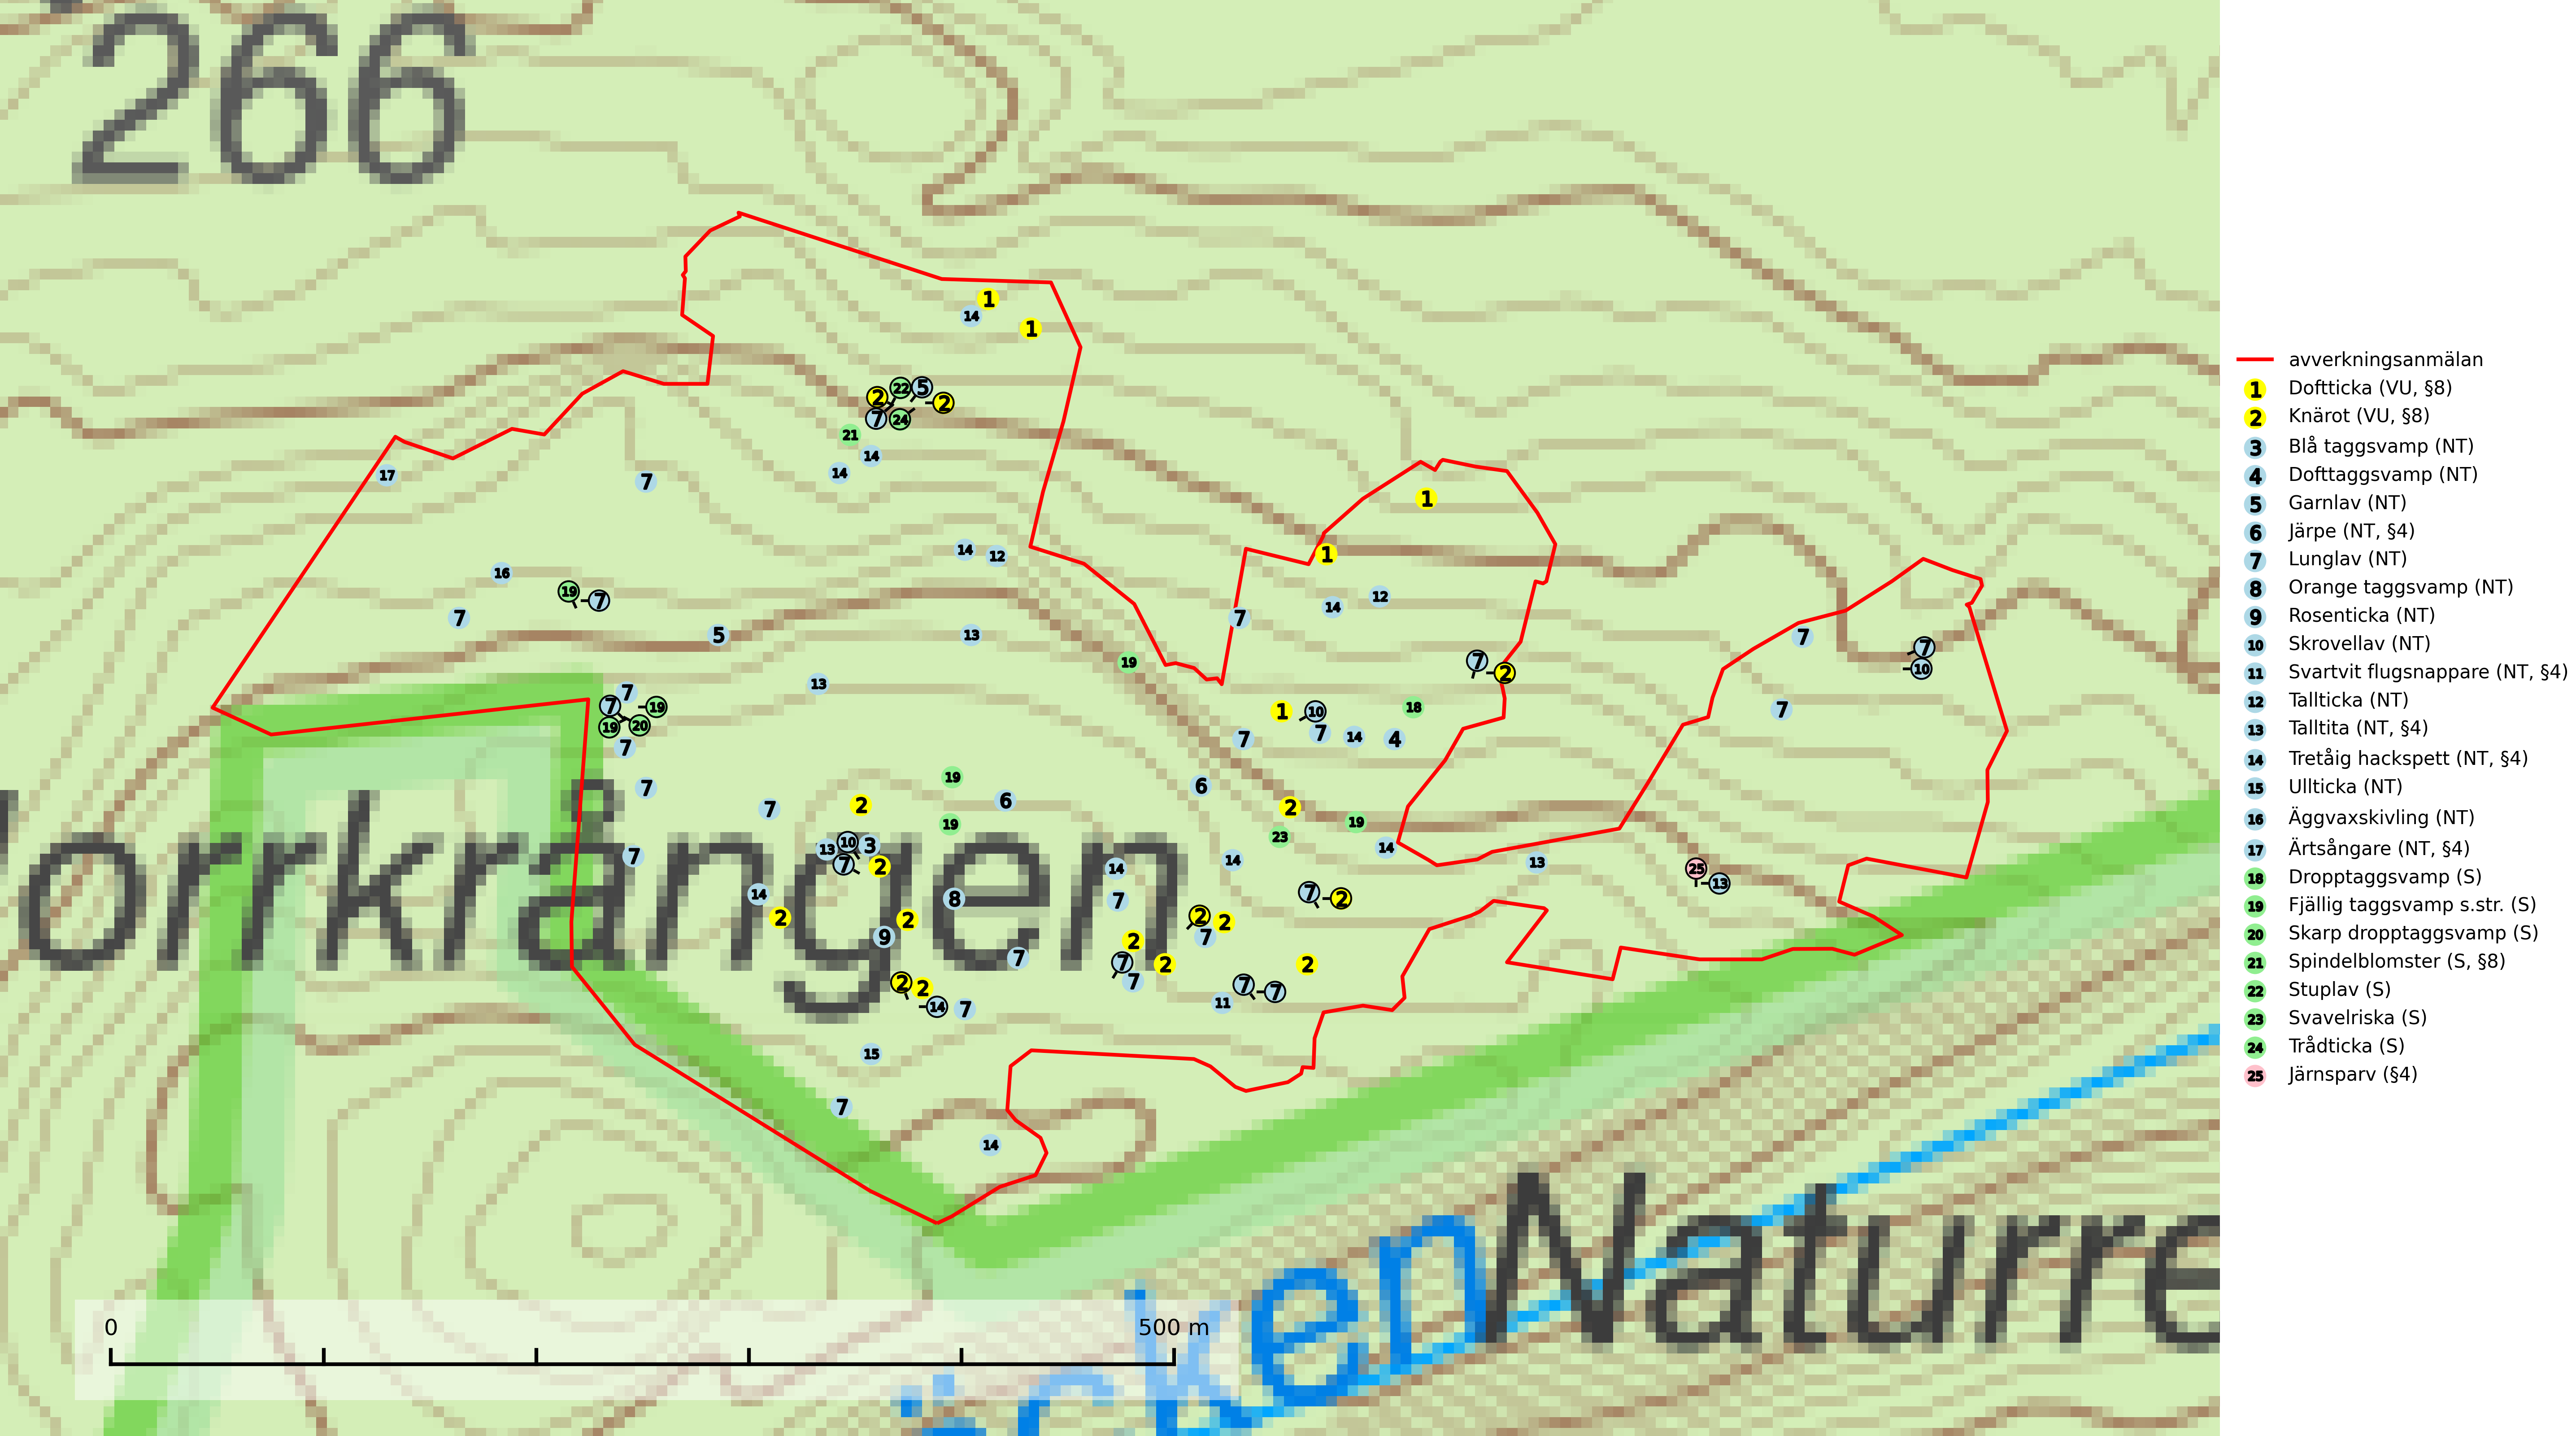 266
orrkrången
Naturre
0
500 m
avverkningsanmälan
1 Doftticka (VU, §8)
2 Knärot (VU, §8)
3 Blå taggsvamp (NT)
4 Dofttaggsvamp (NT)
5 Garnlav (NT)
6 Järpe (NT, §4)
7 Lunglav (NT)
8 Orange taggsvamp (NT)
9 Rosenticka (NT)
10 Skrovellav (NT)
11 Svartvit flugsnappare (NT, §4)
12 Tallticka (NT)
13 Talltita (NT, §4)
14 Tretåig hackspett (NT, §4)
15 Ullticka (NT)
16 Äggvaxskivling (NT)
17 Ärtsångare (NT, §4)
18 Dropptaggsvamp (S)
19 Fjällig taggsvamp s.str. (S)
20 Skarp dropptaggsvamp (S)
21 Spindelblomster (S, §8)
22 Stuplav (S)
23 Svavelriska (S)
24 Trådticka (S)
25 Järnsparv (§4)